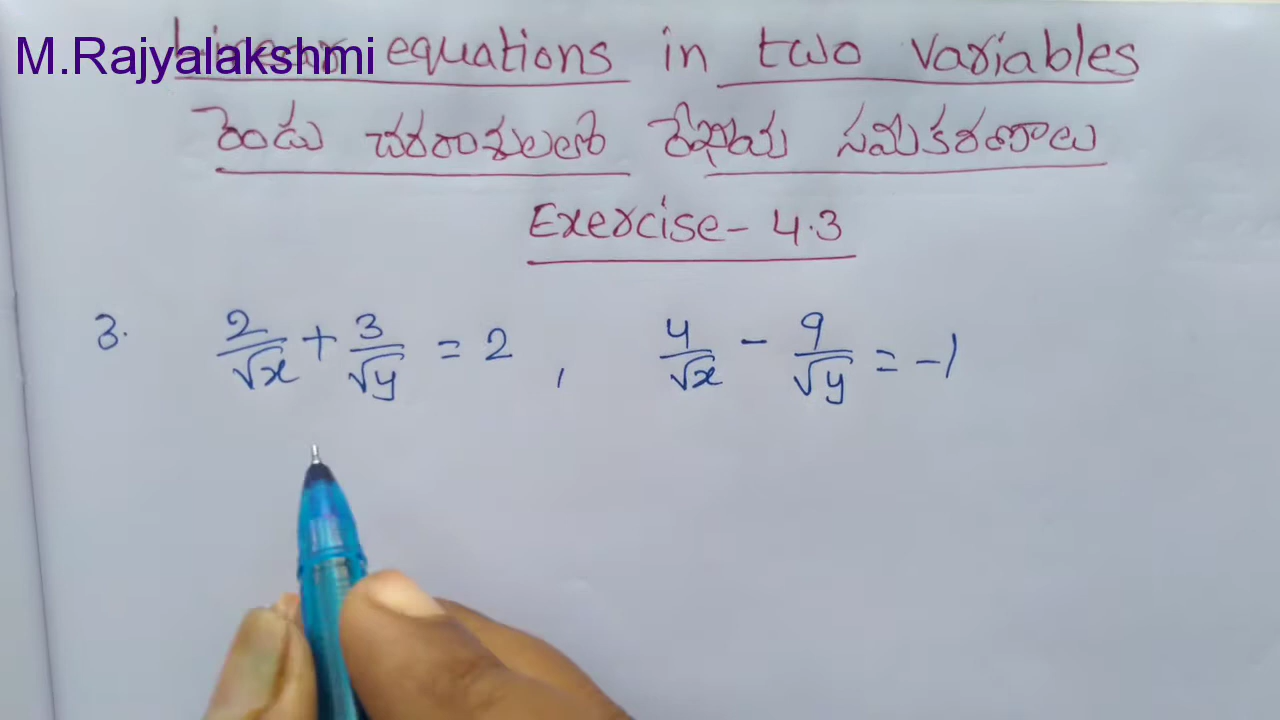 M.Rajyalakshmi
Linear equations in two variables
రెండు చరరాశులలో రేఖీయ సమీకరణాలు
Exercise - 4.3
3. 2/√x + 3/√y = 2 , 4/√x - 9/√y = -1